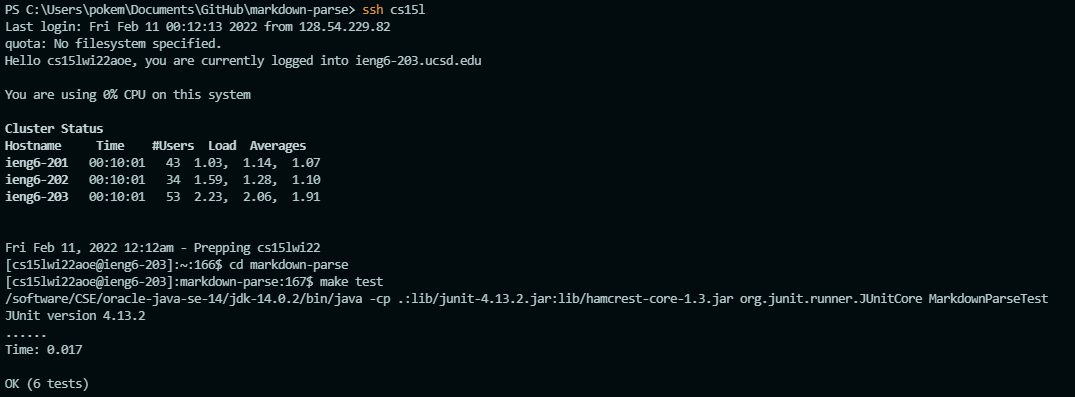 PS C:\Users\pokem\Documents\GitHub\markdown-parse> ssh cs15l
Last login: Fri Feb 11 00:12:13 2022 from 128.54.229.82
quota: No filesystem specified.
Hello cs15lwi22aoe, you are currently logged into ieng6-203.ucsd.edu
You are using 0% CPU on this system
Cluster Status
Hostname     Time    #Users  Load  Averages
ieng6-201   00:10:01   43  1.03,  1.14,  1.07
ieng6-202   00:10:01   34  1.59,  1.28,  1.10
ieng6-203   00:10:01   53  2.23,  2.06,  1.91
Fri Feb 11, 2022 12:12am - Prepping cs15lwi22
[cs15lwi22aoe@ieng6-203]:~:166$ cd markdown-parse
[cs15lwi22aoe@ieng6-203]:markdown-parse:167$ make test
/software/CSE/oracle-java-se-14/jdk-14.0.2/bin/java -cp .:lib/junit-4.13.2.jar:lib/hamcrest-core-1.3.jar org.junit.runner.JUnitCore MarkdownParseTest
JUnit version 4.13.2
......
Time: 0.017
OK (6 tests)